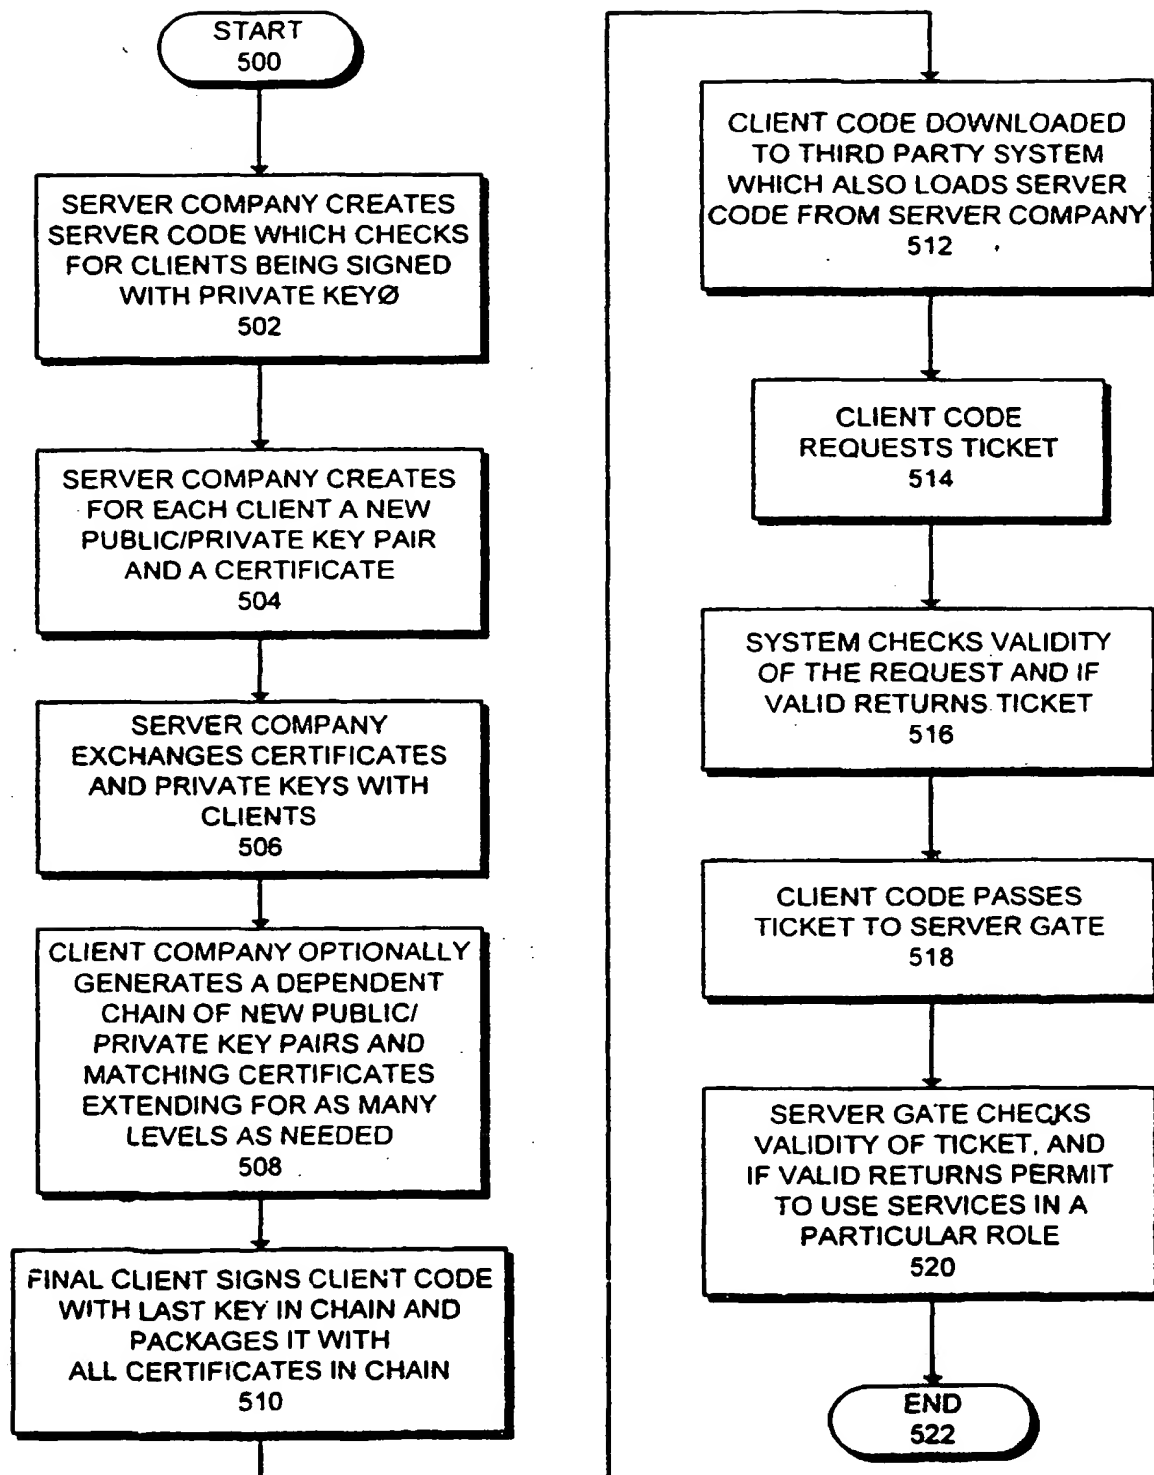 START
500
SERVER COMPANY CREATES
SERVER CODE WHICH CHECKS
FOR CLIENTS BEING SIGNED
WITH PRIVATE KEYØ
502
SERVER COMPANY CREATES
FOR EACH CLIENT A NEW
PUBLIC/PRIVATE KEY PAIR
AND A CERTIFICATE
504
SERVER COMPANY
EXCHANGES CERTIFICATES
AND PRIVATE KEYS WITH
CLIENTS
506
CLIENT COMPANY OPTIONALLY
GENERATES A DEPENDENT
CHAIN OF NEW PUBLIC/
PRIVATE KEY PAIRS AND
MATCHING CERTIFICATES
EXTENDING FOR AS MANY
LEVELS AS NEEDED
508
FINAL CLIENT SIGNS CLIENT CODE
WITH LAST KEY IN CHAIN AND
PACKAGES IT WITH
ALL CERTIFICATES IN CHAIN
510
CLIENT CODE DOWNLOADED
TO THIRD PARTY SYSTEM
WHICH ALSO LOADS SERVER
CODE FROM SERVER COMPANY
512
CLIENT CODE
REQUESTS TICKET
514
SYSTEM CHECKS VALIDITY
OF THE REQUEST AND IF
VALID RETURNS TICKET
516
CLIENT CODE PASSES
TICKET TO SERVER GATE
518
SERVER GATE CHECKS
VALIDITY OF TICKET, AND
IF VALID RETURNS PERMIT
TO USE SERVICES IN A
PARTICULAR ROLE
520
END
522